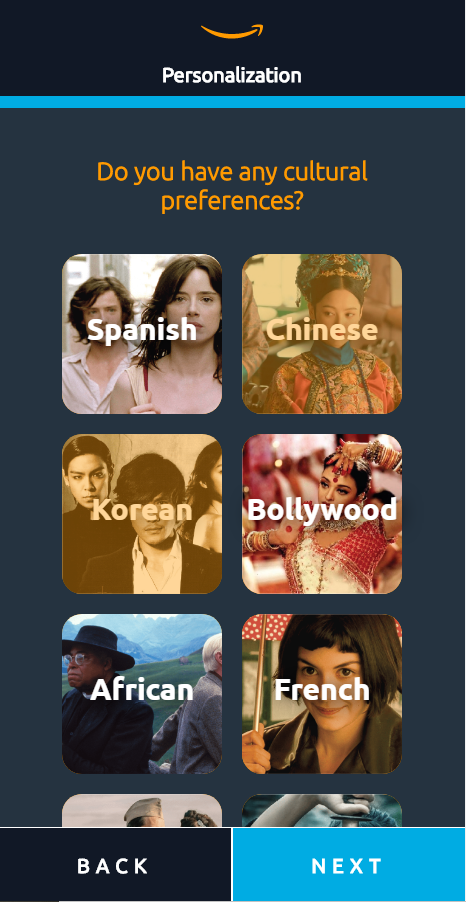 Personalization
Do you have any cultural
preferences?
Spanish
Chinese
Korean
Bollywood
African
French
BACK
NEXT